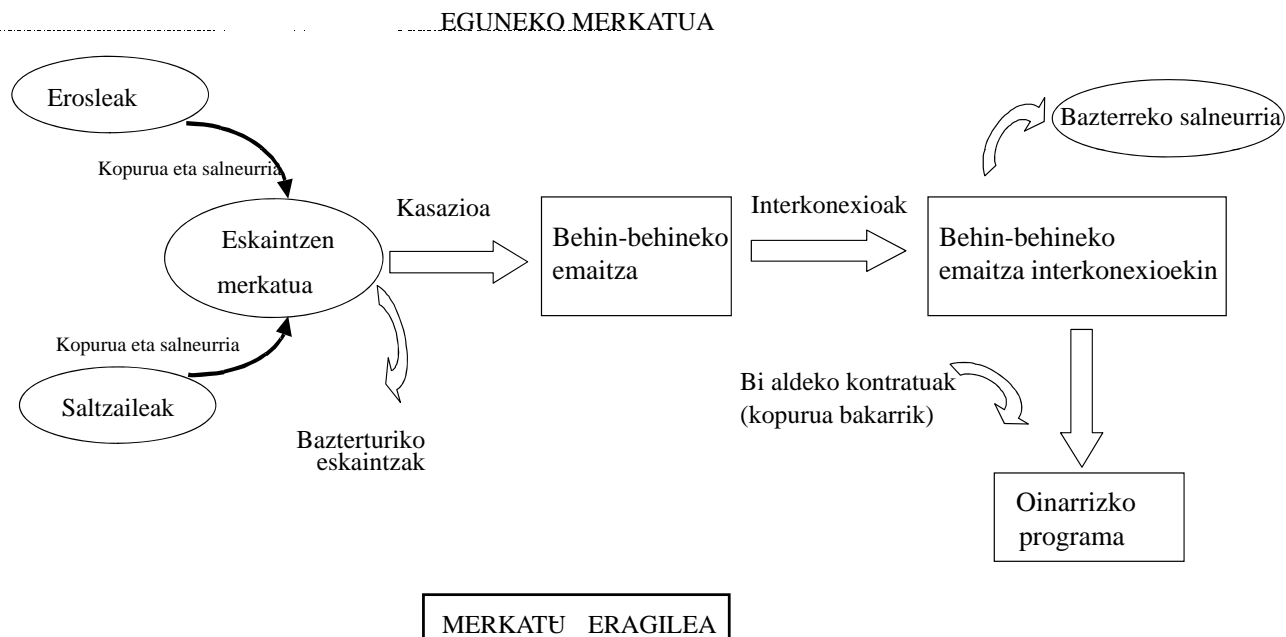 EGUNEKO MERKATUA
Erosleak
Kopurua eta salneurria
Eskaintzen
merkatua
Kopurua eta salneurria
Saltzaileak
Kasazioa
Bazterturiko
eskaintzak
Behin-behineko
emaitza
Interkonexioak
Bazterreko salneurria
Behin-behineko
emaitza interkonexioekin
Bi aldeko kontratuak
(kopurua bakarrik)
Oinarrizko
programa
MERKATU ERAGILEA